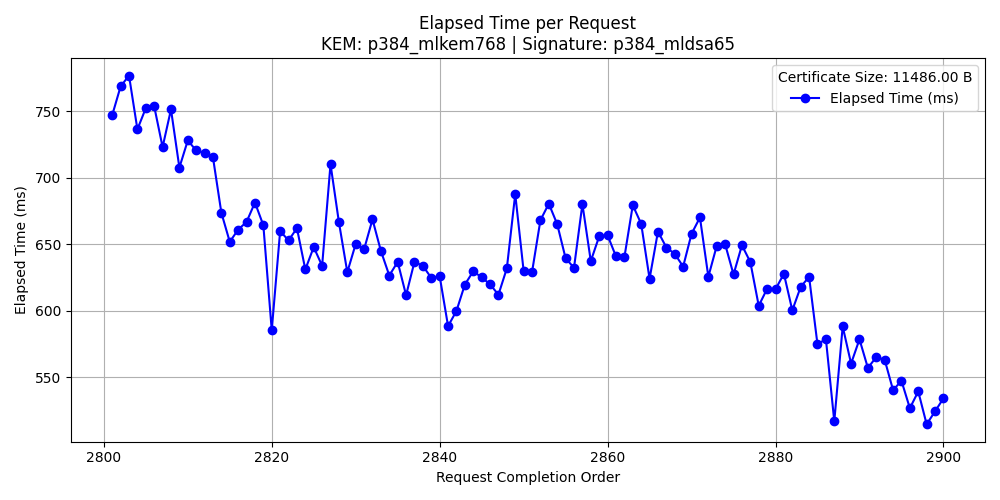 Elapsed Time per Request
KEM: p384_mlkem768 | Signature: p384_mldsa65
Certificate Size: 11486.00 B
Elapsed Time (ms)
Elapsed Time (ms)
750
700
650
600
550
2800
2820
2840
2860
2880
2900
Request Completion Order